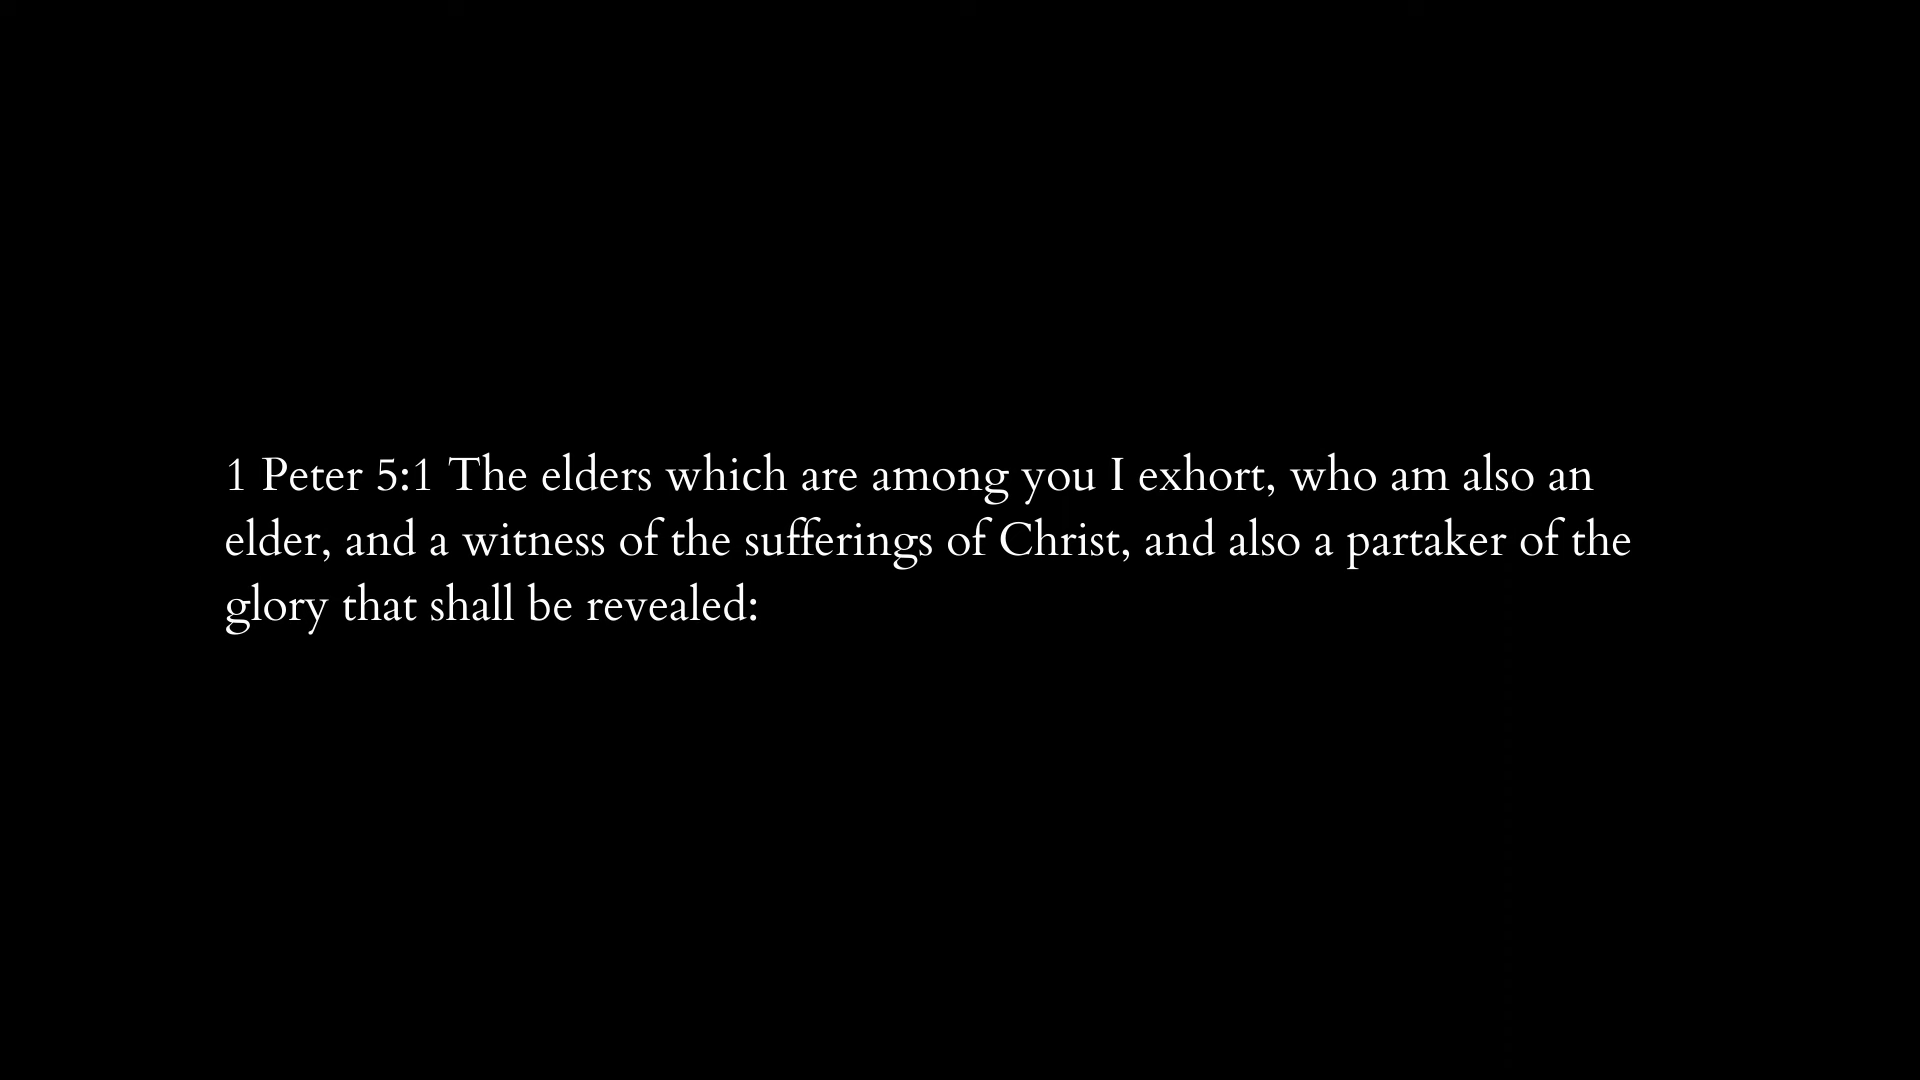 1 Peter 5:1 The elders which are among you I exhort, who am also an
elder, and a witness of the sufferings of Christ, and also a partaker of the
glory that shall be revealed: